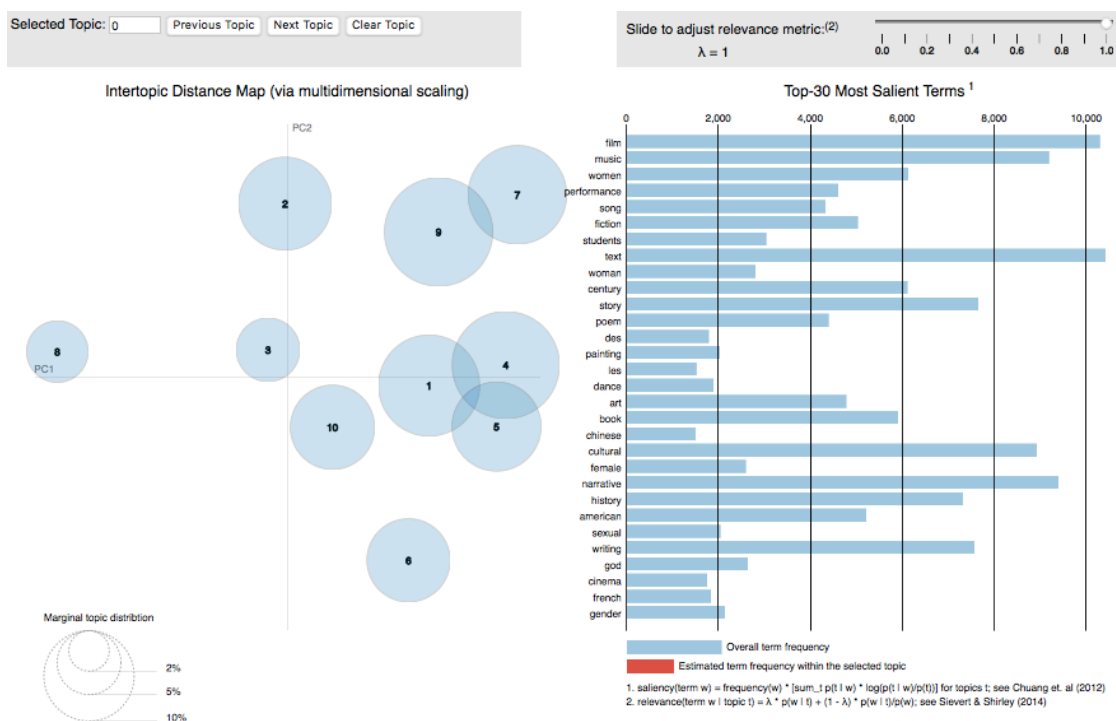 Selected Topic: 0 Previous Topic Next Topic Clear Topic
Slide to adjust relevance metric:(2)
λ = 1
0.0 0.2 0.4 0.6 0.8 1.0
Intertopic Distance Map (via multidimensional scaling)
PC2
PC1
2
7
9
8
3
4
1
10
5
6
Marginal topic distribtion
2%
5%
10%
Top-30 Most Salient Terms 1
0 2,000 4,000 6,000 8,000 10,000
film
music
women
performance
song
fiction
students
text
woman
century
story
poem
des
painting
les
dance
art
book
chinese
cultural
female
narrative
history
american
sexual
writing
god
cinema
french
gender
Overall term frequency
Estimated term frequency within the selected topic
1. saliency(term w) = frequency(w) * [sum_t p(t | w) * log(p(t | w)/p(t))] for topics t; see Chuang et. al (2012)
2. relevance(term w | topic t) = λ * p(w | t) + (1 - λ) * p(w | t)/p(w); see Sievert & Shirley (2014)